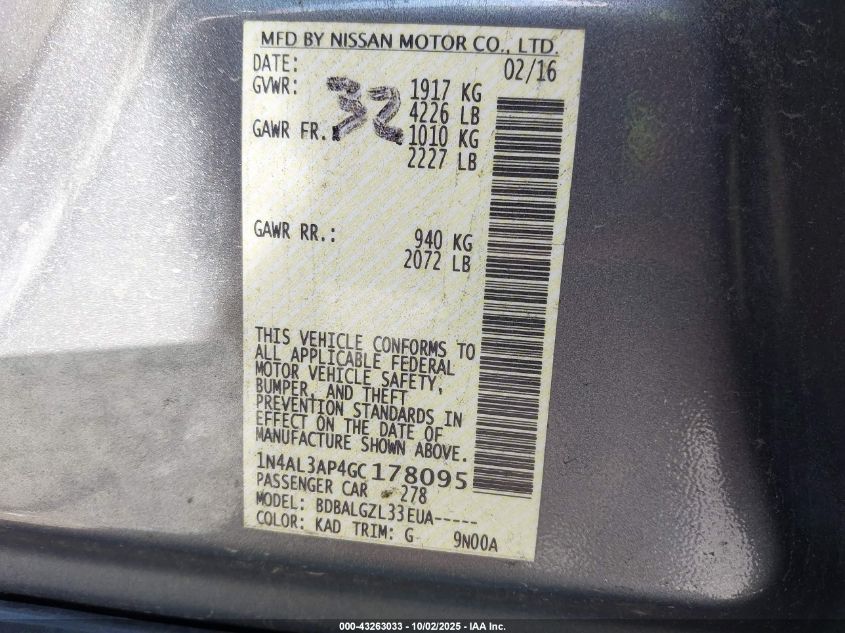 MFD BY NISSAN MOTOR CO., LTD.
DATE: 02/16
GVWR: 1917 KG
4226 LB
32
GAWR FR.: 1010 KG
2227 LB
GAWR RR.: 940 KG
2072 LB
THIS VEHICLE CONFORMS TO
ALL APPLICABLE FEDERAL
MOTOR VEHICLE SAFETY,
BUMPER, AND THEFT
PREVENTION STANDARDS IN
EFFECT ON THE DATE OF
MANUFACTURE SHOWN ABOVE.
1N4AL3AP4GC178095
PASSENGER CAR 278
MODEL: BDBALGZL33EUA-----
COLOR: KAD TRIM: G 9N00A
000-43263033 - 10/02/2025 - IAA Inc.